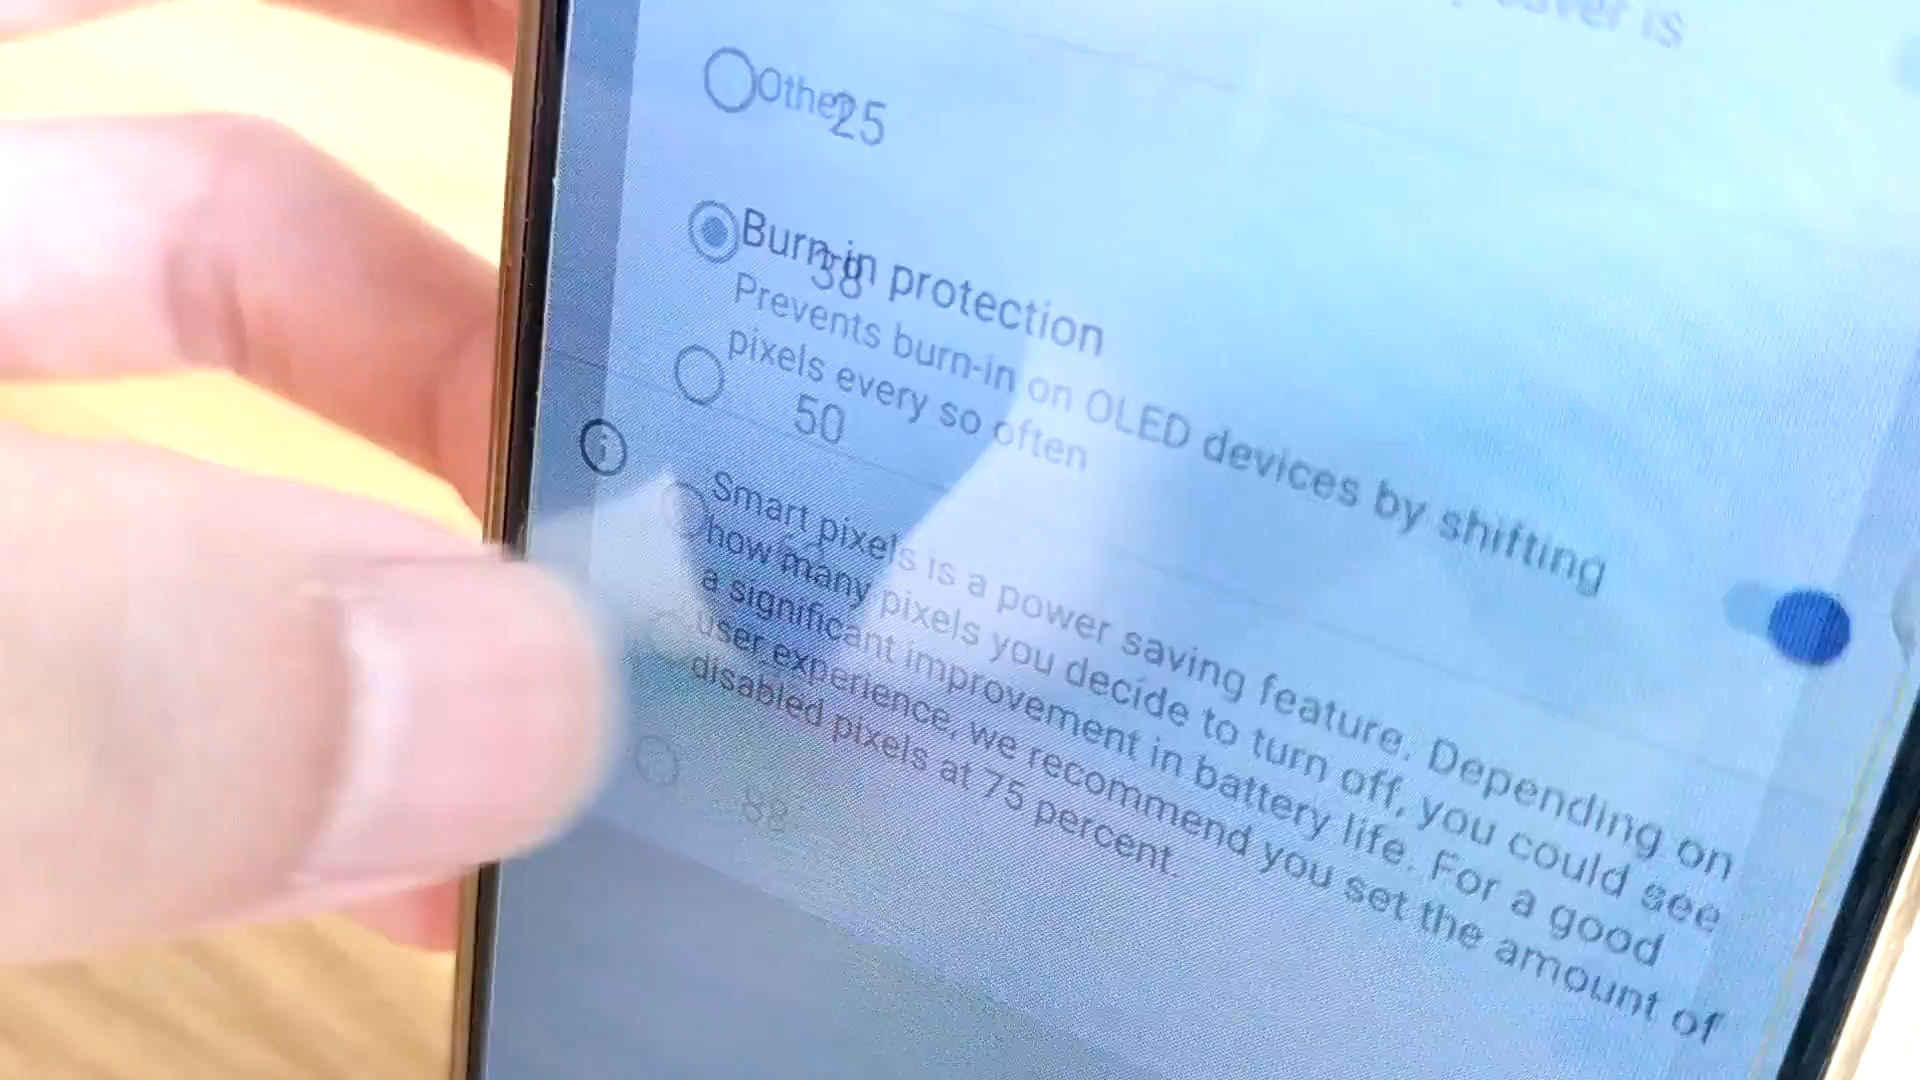 is
Other
25
Burn-in protection
38
Prevents burn-in on OLED devices by shifting
pixels every so often
50
Smart pixels is a power saving feature. Depending on
how many pixels you decide to turn off, you could see
a significant improvement in battery life. For a good
user experience, we recommend you set the amount of
disabled pixels at 75 percent.
88